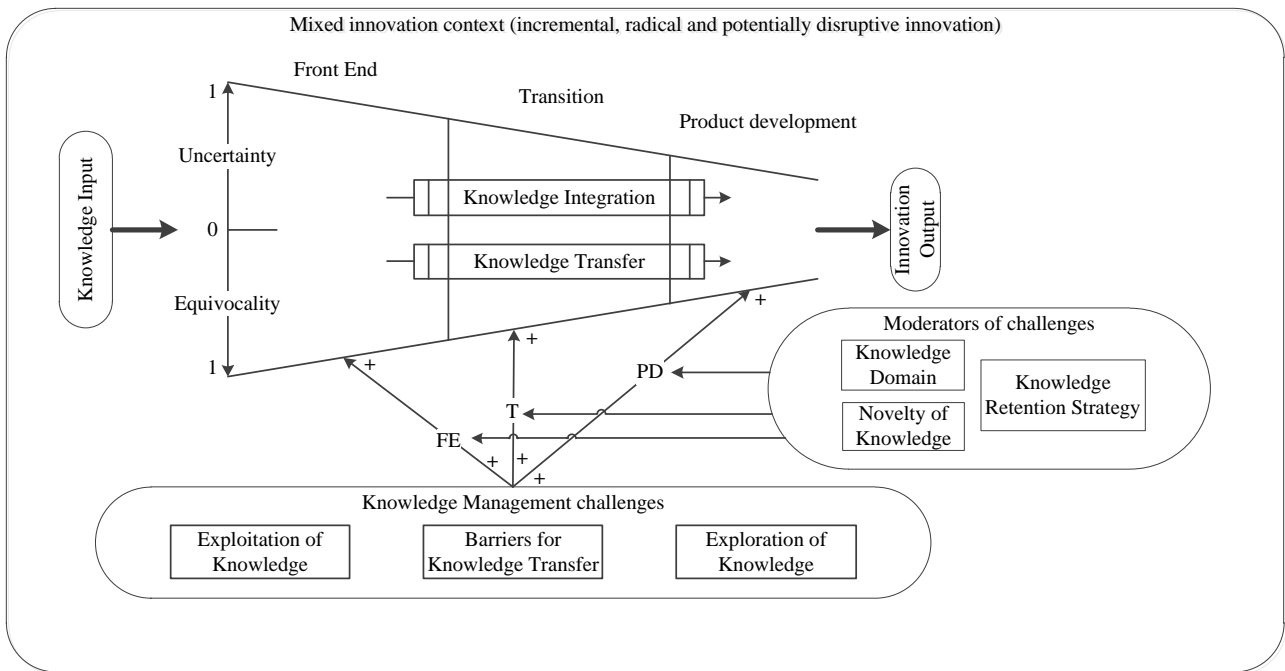 Mixed innovation context (incremental, radical and potentially disruptive innovation)
Front End
Transition
Product development
1
Uncertainty
0
Equivocality
1
Knowledge Input
Knowledge Integration
Knowledge Transfer
Innovation
Output
+
+
+
FE
T
PD
+
+
+
Moderators of challenges
Knowledge
Domain
Novelty of
Knowledge
Knowledge
Retention Strategy
Knowledge Management challenges
Exploitation of
Knowledge
Barriers for
Knowledge Transfer
Exploration of
Knowledge